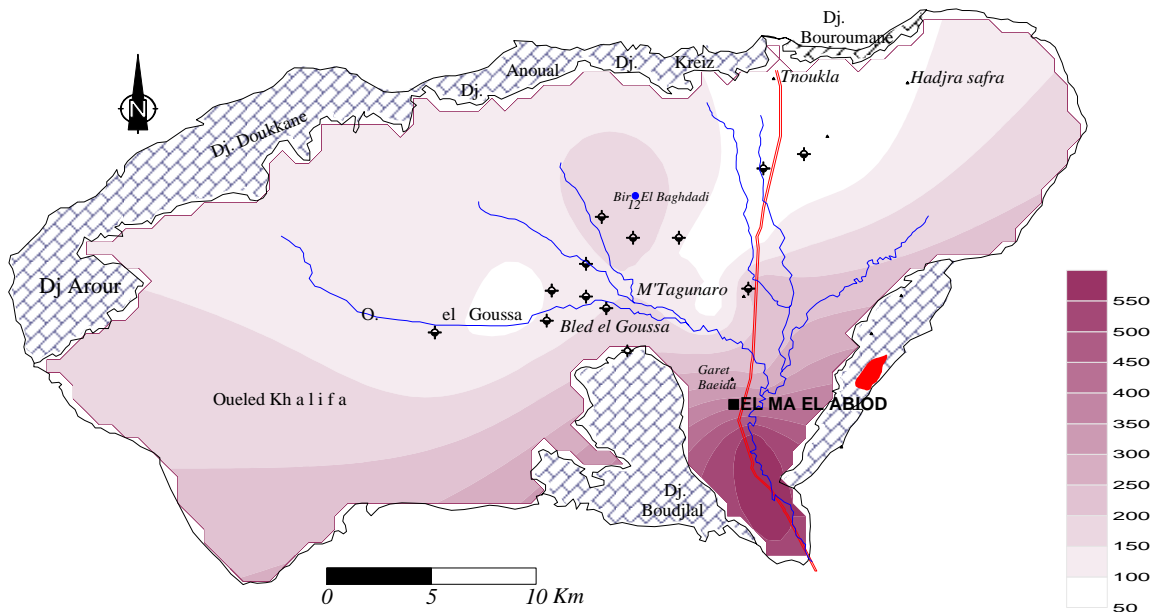 Dj.
Bouroumane
Dj.
Kreiz
Anoual
Dj.
Tnoukla
Hadjra safra
N
Dj. Doukkane
Bir El Baghdadi
12
Dj Arour
M'Tagunaro
O.
el Goussa
Bled el Goussa
Garet
Baeida
Oueled Kh a l i f a
EL MA EL ABIOD
Dj.
Boudjlal
0
5
10 Km
550
500
450
400
350
300
250
200
150
100
50